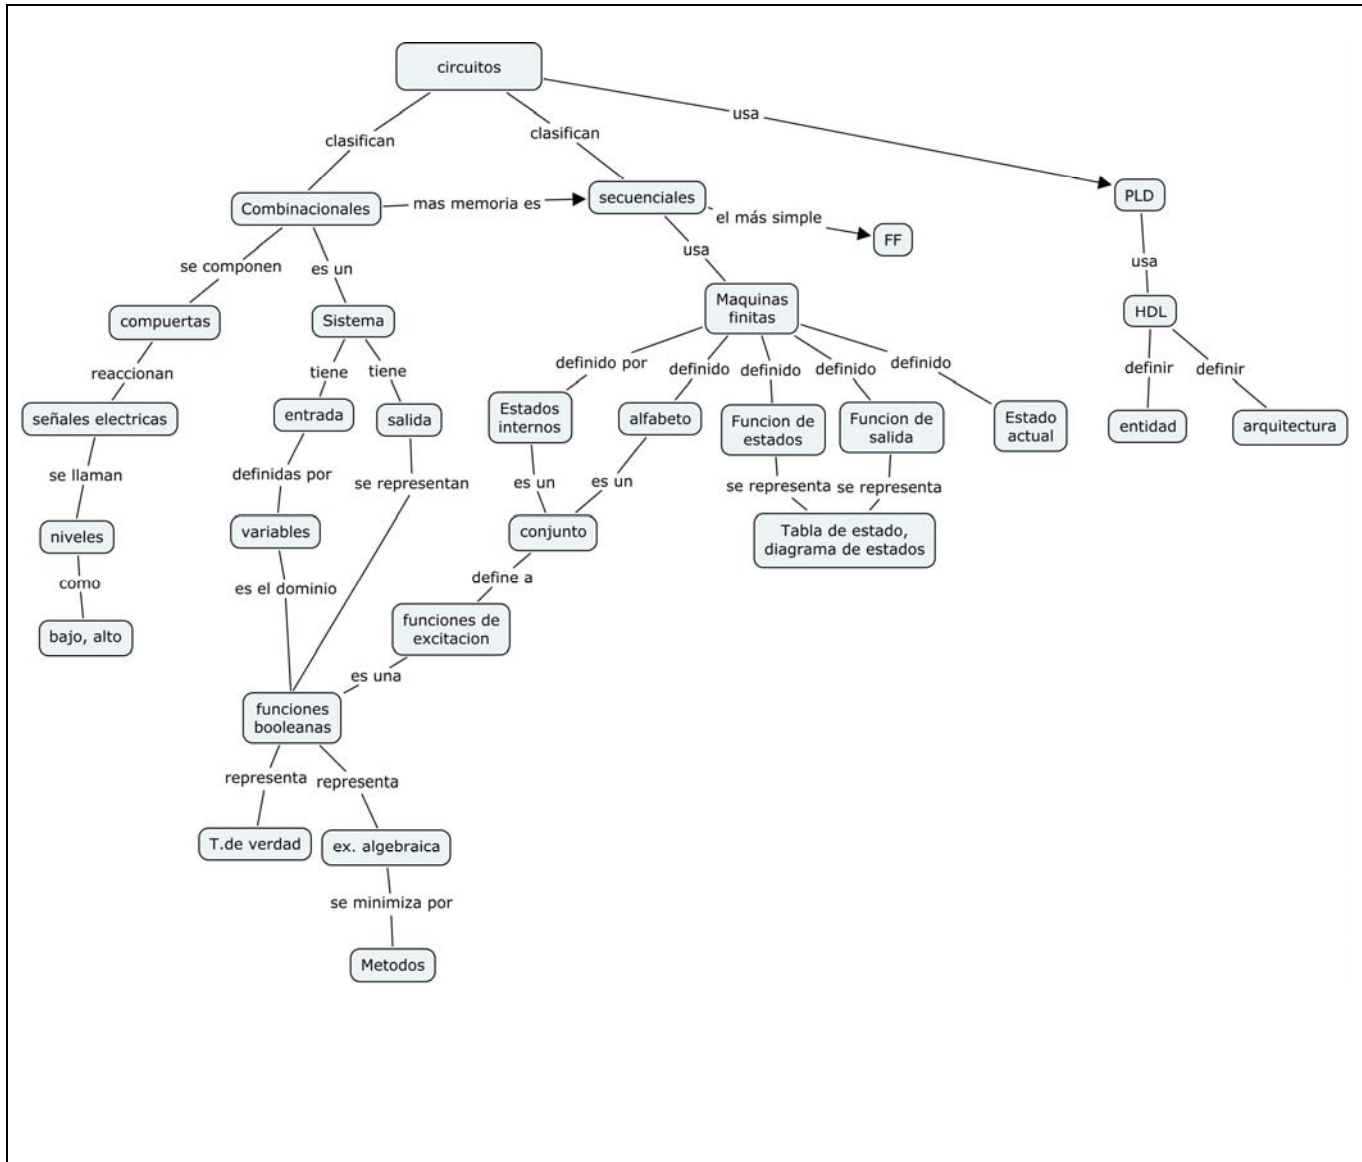 circuitos
usa
clasifican
clasifican
PLD
Combinacionales
mas memoria es
secuenciales
el más simple
FF
se componen
es un
usa
usa
compuertas
Sistema
Maquinas
finitas
HDL
reaccionan
tiene
tiene
definido por
definido
definido
definido
definido
definir
definir
señales electricas
entrada
salida
Estados
internos
alfabeto
Funcion de
estados
Funcion de
salida
Estado
actual
entidad
arquitectura
se llaman
definidas por
se representan
es un
es un
se representa
se representa
niveles
variables
conjunto
Tabla de estado,
diagrama de estados
como
es el dominio
define a
bajo, alto
funciones de
excitacion
es una
funciones
booleanas
representa
representa
T.de verdad
ex. algebraica
se minimiza por
Metodos